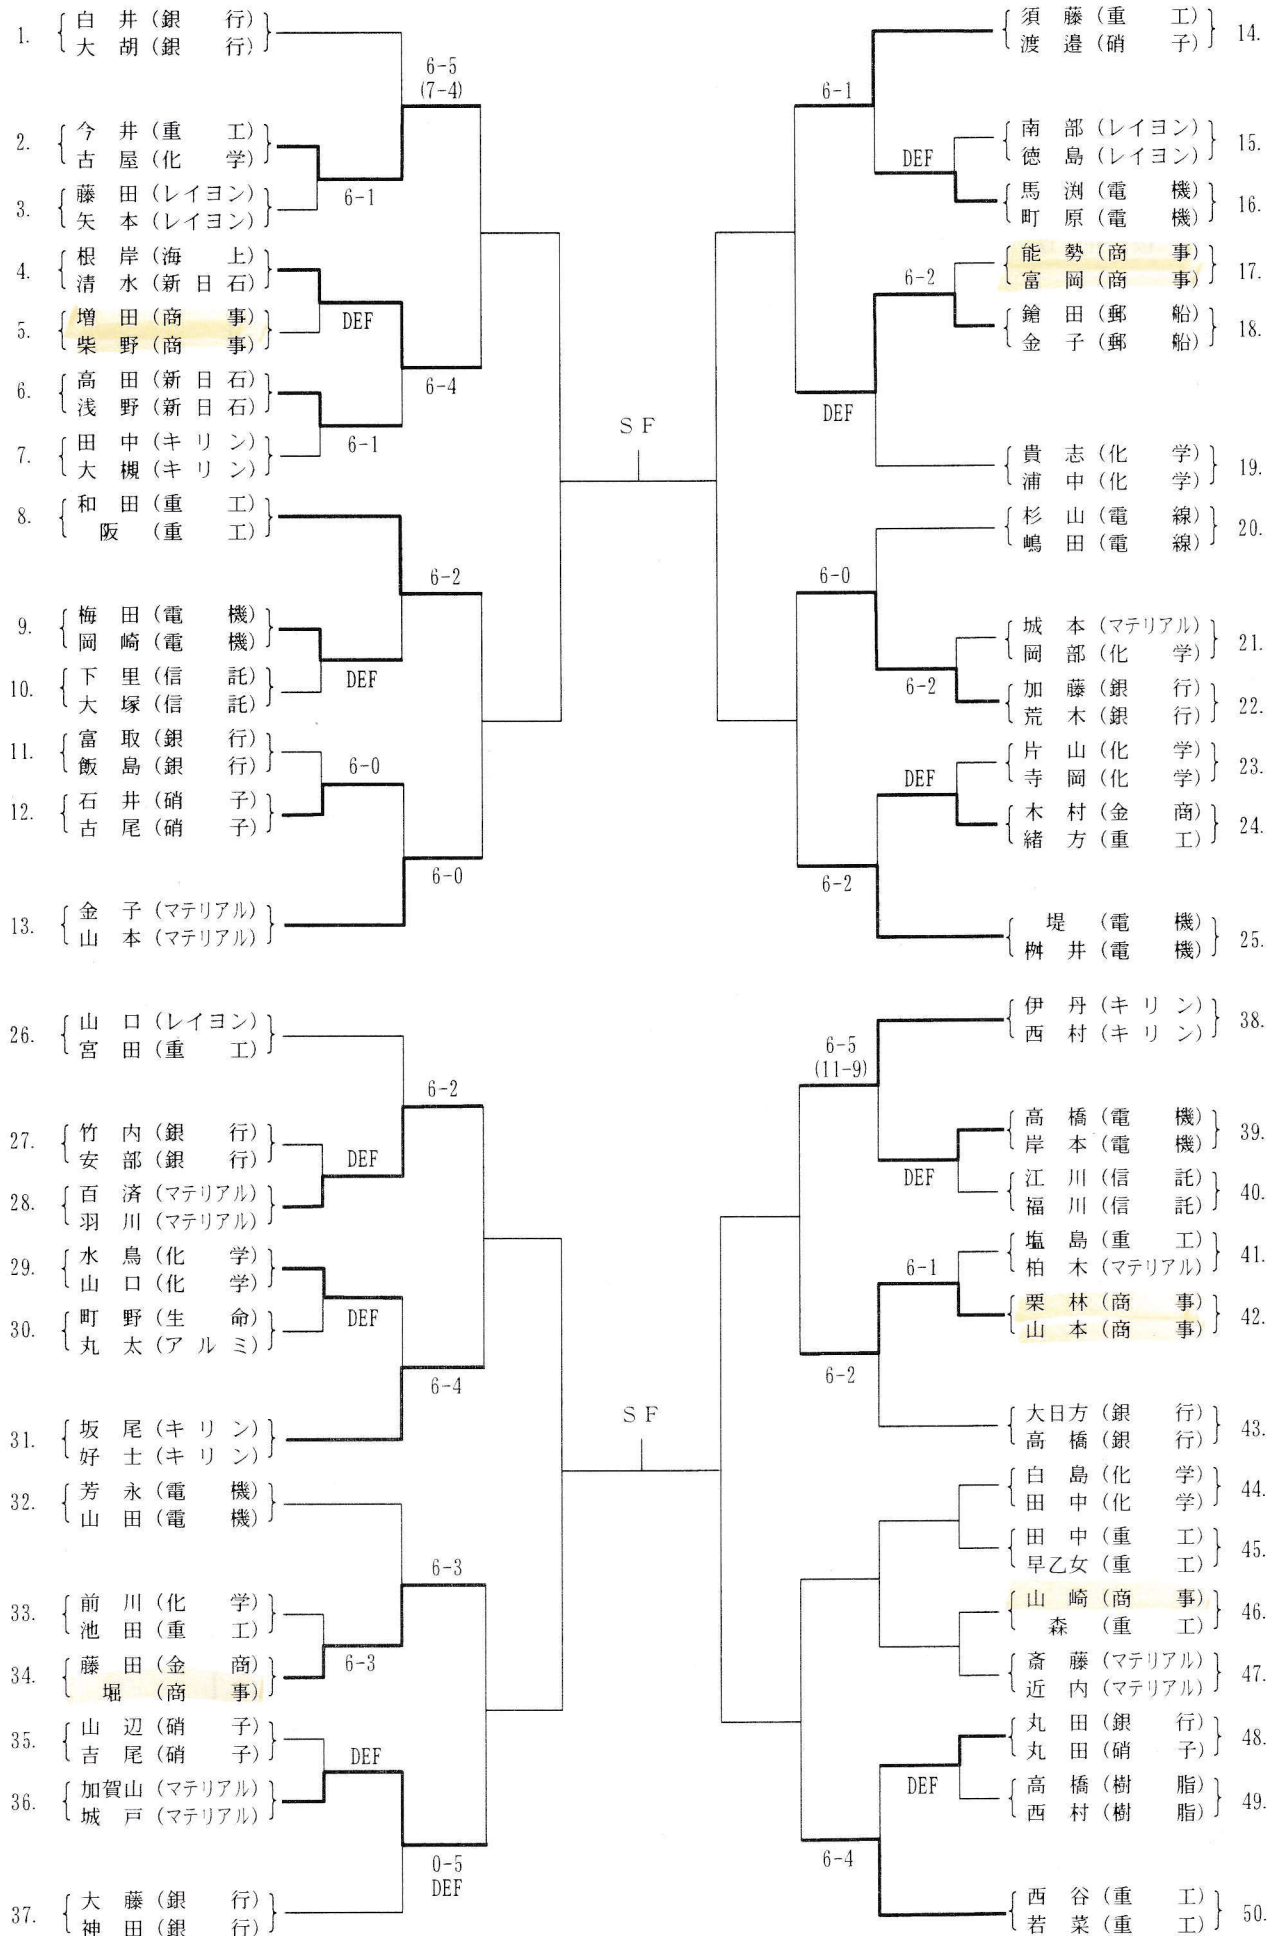 1. 白井(銀行)
大胡(銀行)
2. 今井(重工)
古屋(化学)
3. 藤田(レイヨン)
矢本(レイヨン)
4. 根岸(海上)
清水(新日石)
5. 増田(商事)
柴野(商事)
6. 高田(新日石)
浅野(新日石)
7. 田中(キリン)
大槻(キリン)
8. 和田(重工)
阪(重工)
9. 梅田(電機)
岡崎(電機)
10. 下里(信託)
大塚(信託)
11. 富取(銀行)
飯島(銀行)
12. 石井(硝子)
古尾(硝子)
13. 金子(マテリアル)
山本(マテリアル)
6-5
(7-4)
6-1
DEF
6-4
6-1
6-2
DEF
6-0
6-0
SF
須藤(重工) 14.
渡邉(硝子)
南部(レイヨン) 15.
徳島(レイヨン)
馬渕(電機) 16.
町原(電機)
能勢(商事) 17.
富岡(商事)
鎗田(郵船) 18.
金子(郵船)
貴志(化学) 19.
浦中(化学)
杉山(電線) 20.
嶋田(電線)
城本(マテリアル) 21.
岡部(化学)
加藤(銀行) 22.
荒木(銀行)
片山(化学) 23.
寺岡(化学)
木村(金商) 24.
緒方(重工)
堤(電機) 25.
桝井(電機)
6-1
DEF
6-2
DEF
6-0
6-2
DEF
6-2
26. 山口(レイヨン)
宮田(重工)
27. 竹内(銀行)
安部(銀行)
28. 百済(マテリアル)
羽川(マテリアル)
29. 水鳥(化学)
山口(化学)
30. 町野(生命)
丸太(アルミ)
31. 坂尾(キリン)
好士(キリン)
32. 芳永(電機)
山田(電機)
33. 前川(化学)
池田(重工)
34. 藤田(金商)
堀(商事)
35. 山辺(硝子)
吉尾(硝子)
36. 加賀山(マテリアル)
城戸(マテリアル)
37. 大藤(銀行)
神田(銀行)
6-2
DEF
DEF
6-4
6-3
6-3
DEF
0-5
DEF
SF
伊丹(キリン) 38.
西村(キリン)
高橋(電機) 39.
岸本(電機)
江川(信託) 40.
福川(信託)
塩島(重工) 41.
柏木(マテリアル)
栗林(商事) 42.
山本(商事)
大日方(銀行) 43.
高橋(銀行)
白島(化学) 44.
田中(化学)
田中(重工) 45.
早乙女(重工)
山崎(商事) 46.
森(重工)
斎藤(マテリアル) 47.
近内(マテリアル)
丸田(銀行) 48.
丸田(硝子)
高橋(樹脂) 49.
西村(樹脂)
西谷(重工) 50.
若菜(重工)
6-5
(11-9)
DEF
6-1
6-2
DEF
6-4